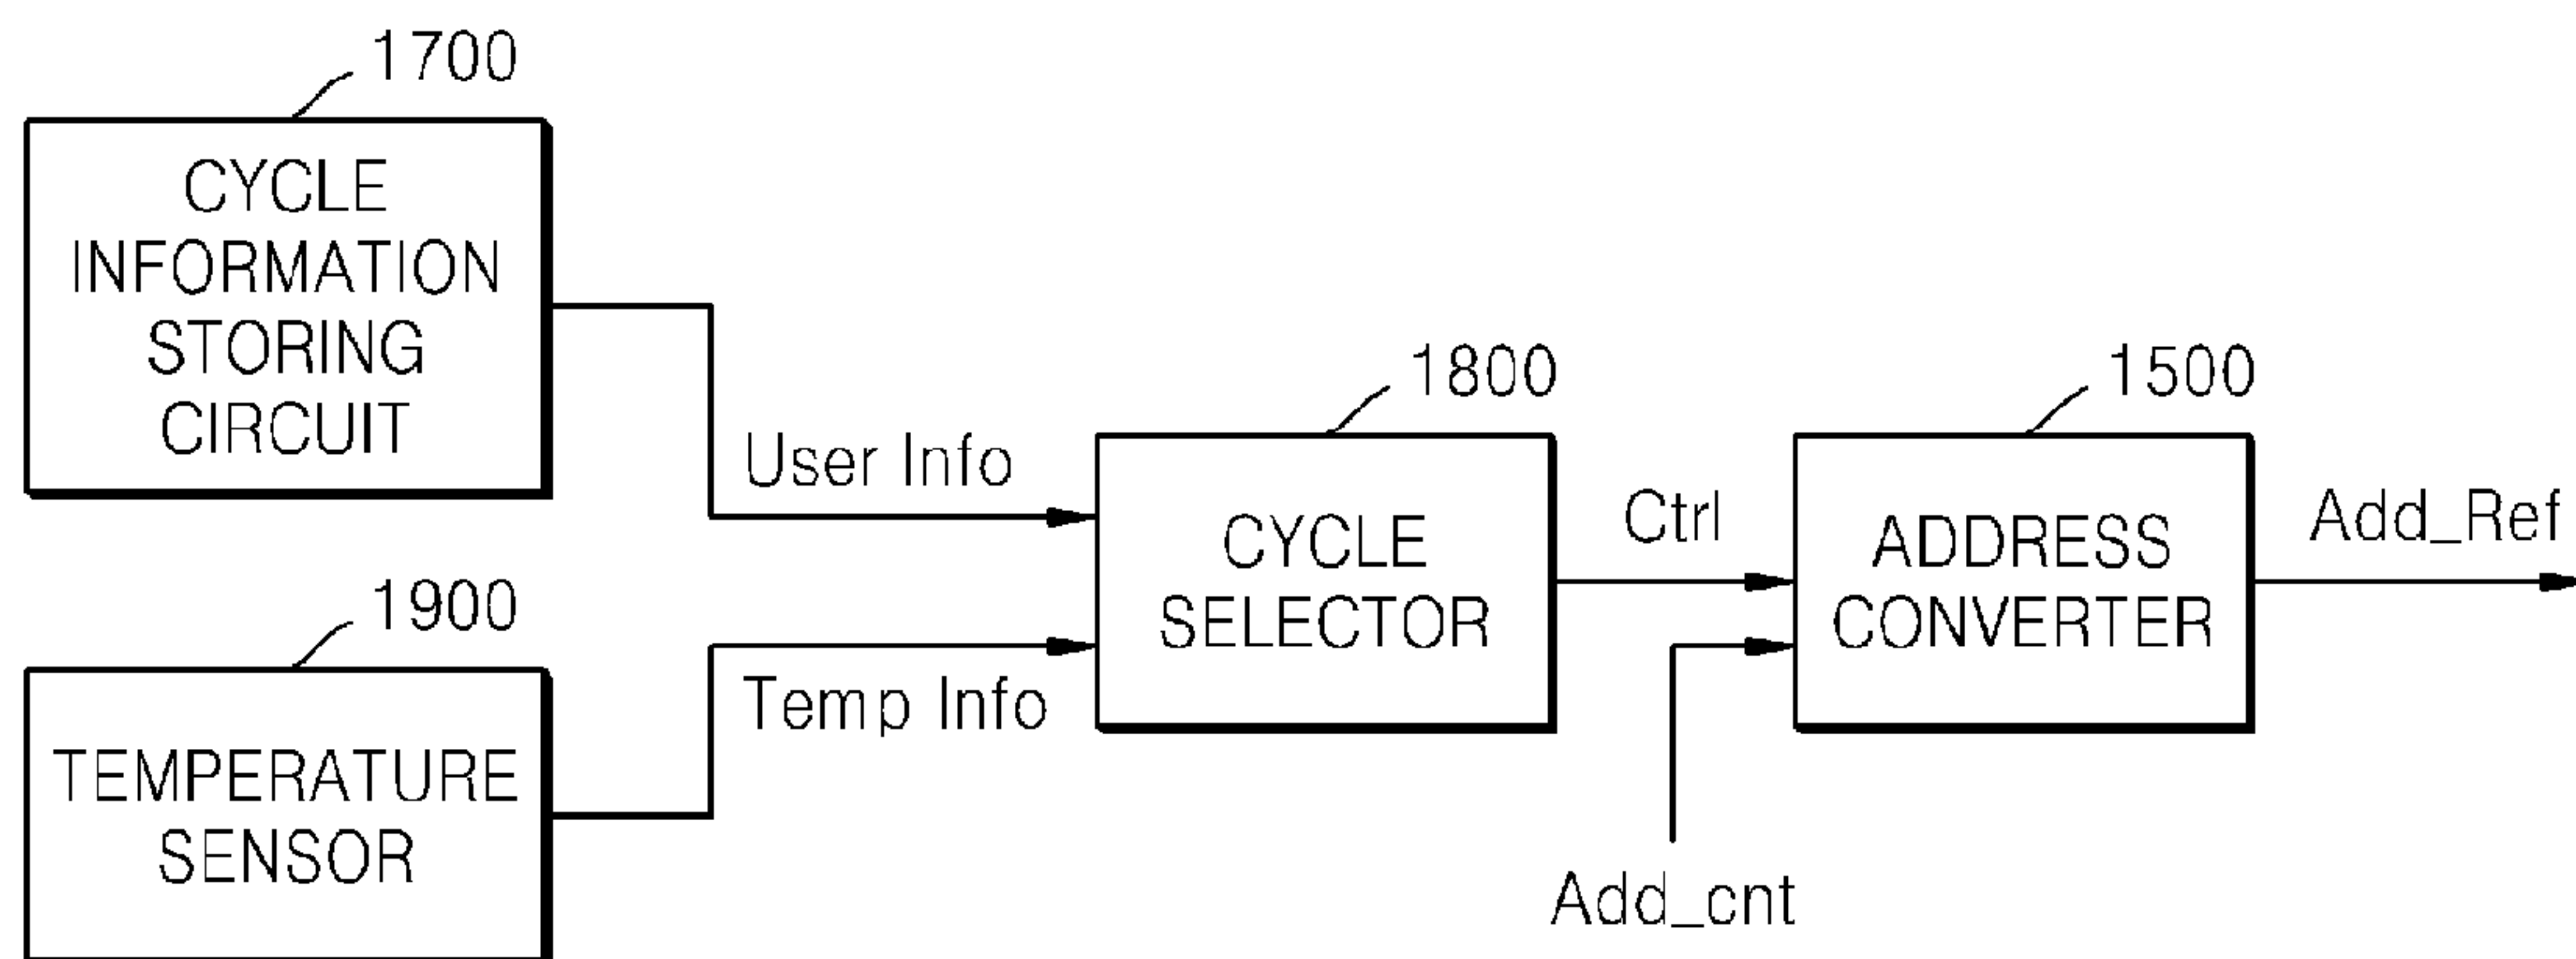 1700
CYCLE
INFORMATION
STORING
CIRCUIT
User Info
1900
TEMPERATURE
SENSOR
Temp Info
1800
CYCLE
SELECTOR
Ctrl
Add_cnt
1500
ADDRESS
CONVERTER
Add_Ref